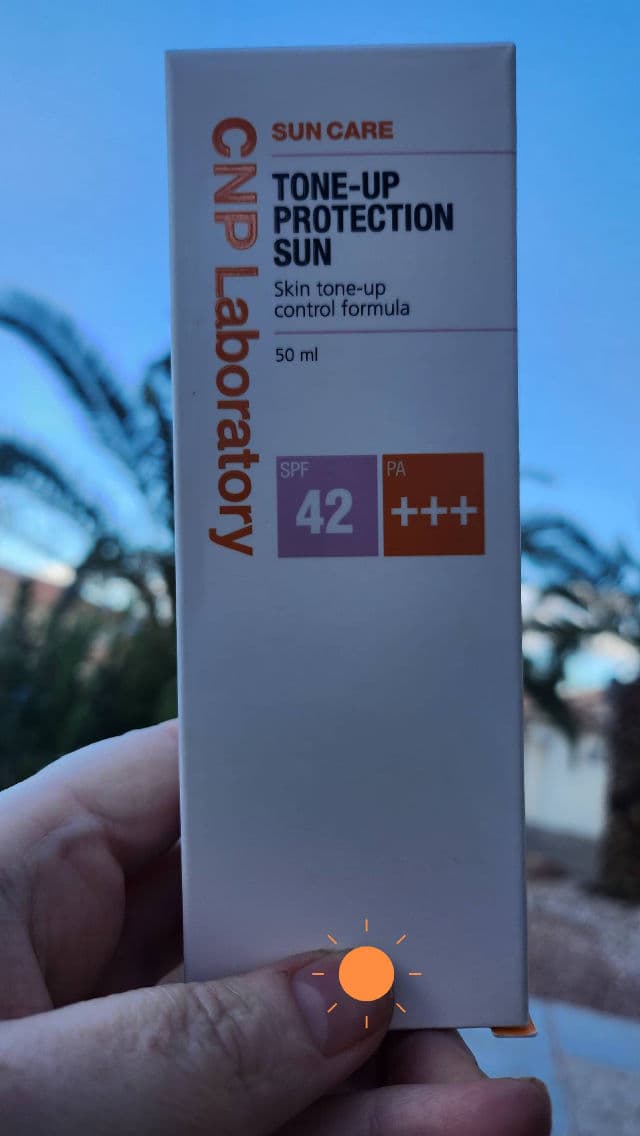 CNP Laboratory
SUN CARE
TONE-UP
PROTECTION
SUN
Skin tone-up
control formula
50 ml
SPF
42
PA
+++